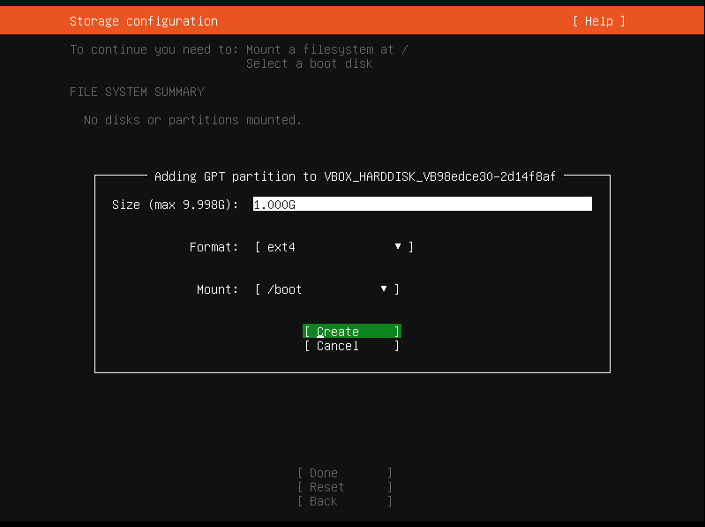 Storage configuration [ Help ]
To continue you need to: Mount a filesystem at /
Select a boot disk
FILE SYSTEM SUMMARY
No disks or partitions mounted.
Adding GPT partition to VBOX_HARDDISK_VB98edce30-2d14f8af
Size (max 9.998G): 1.000G
Format: [ ext4 ▼ ]
Mount: [ /boot ▼ ]
[ Create ]
[ Cancel ]
[ Done ]
[ Reset ]
[ Back ]